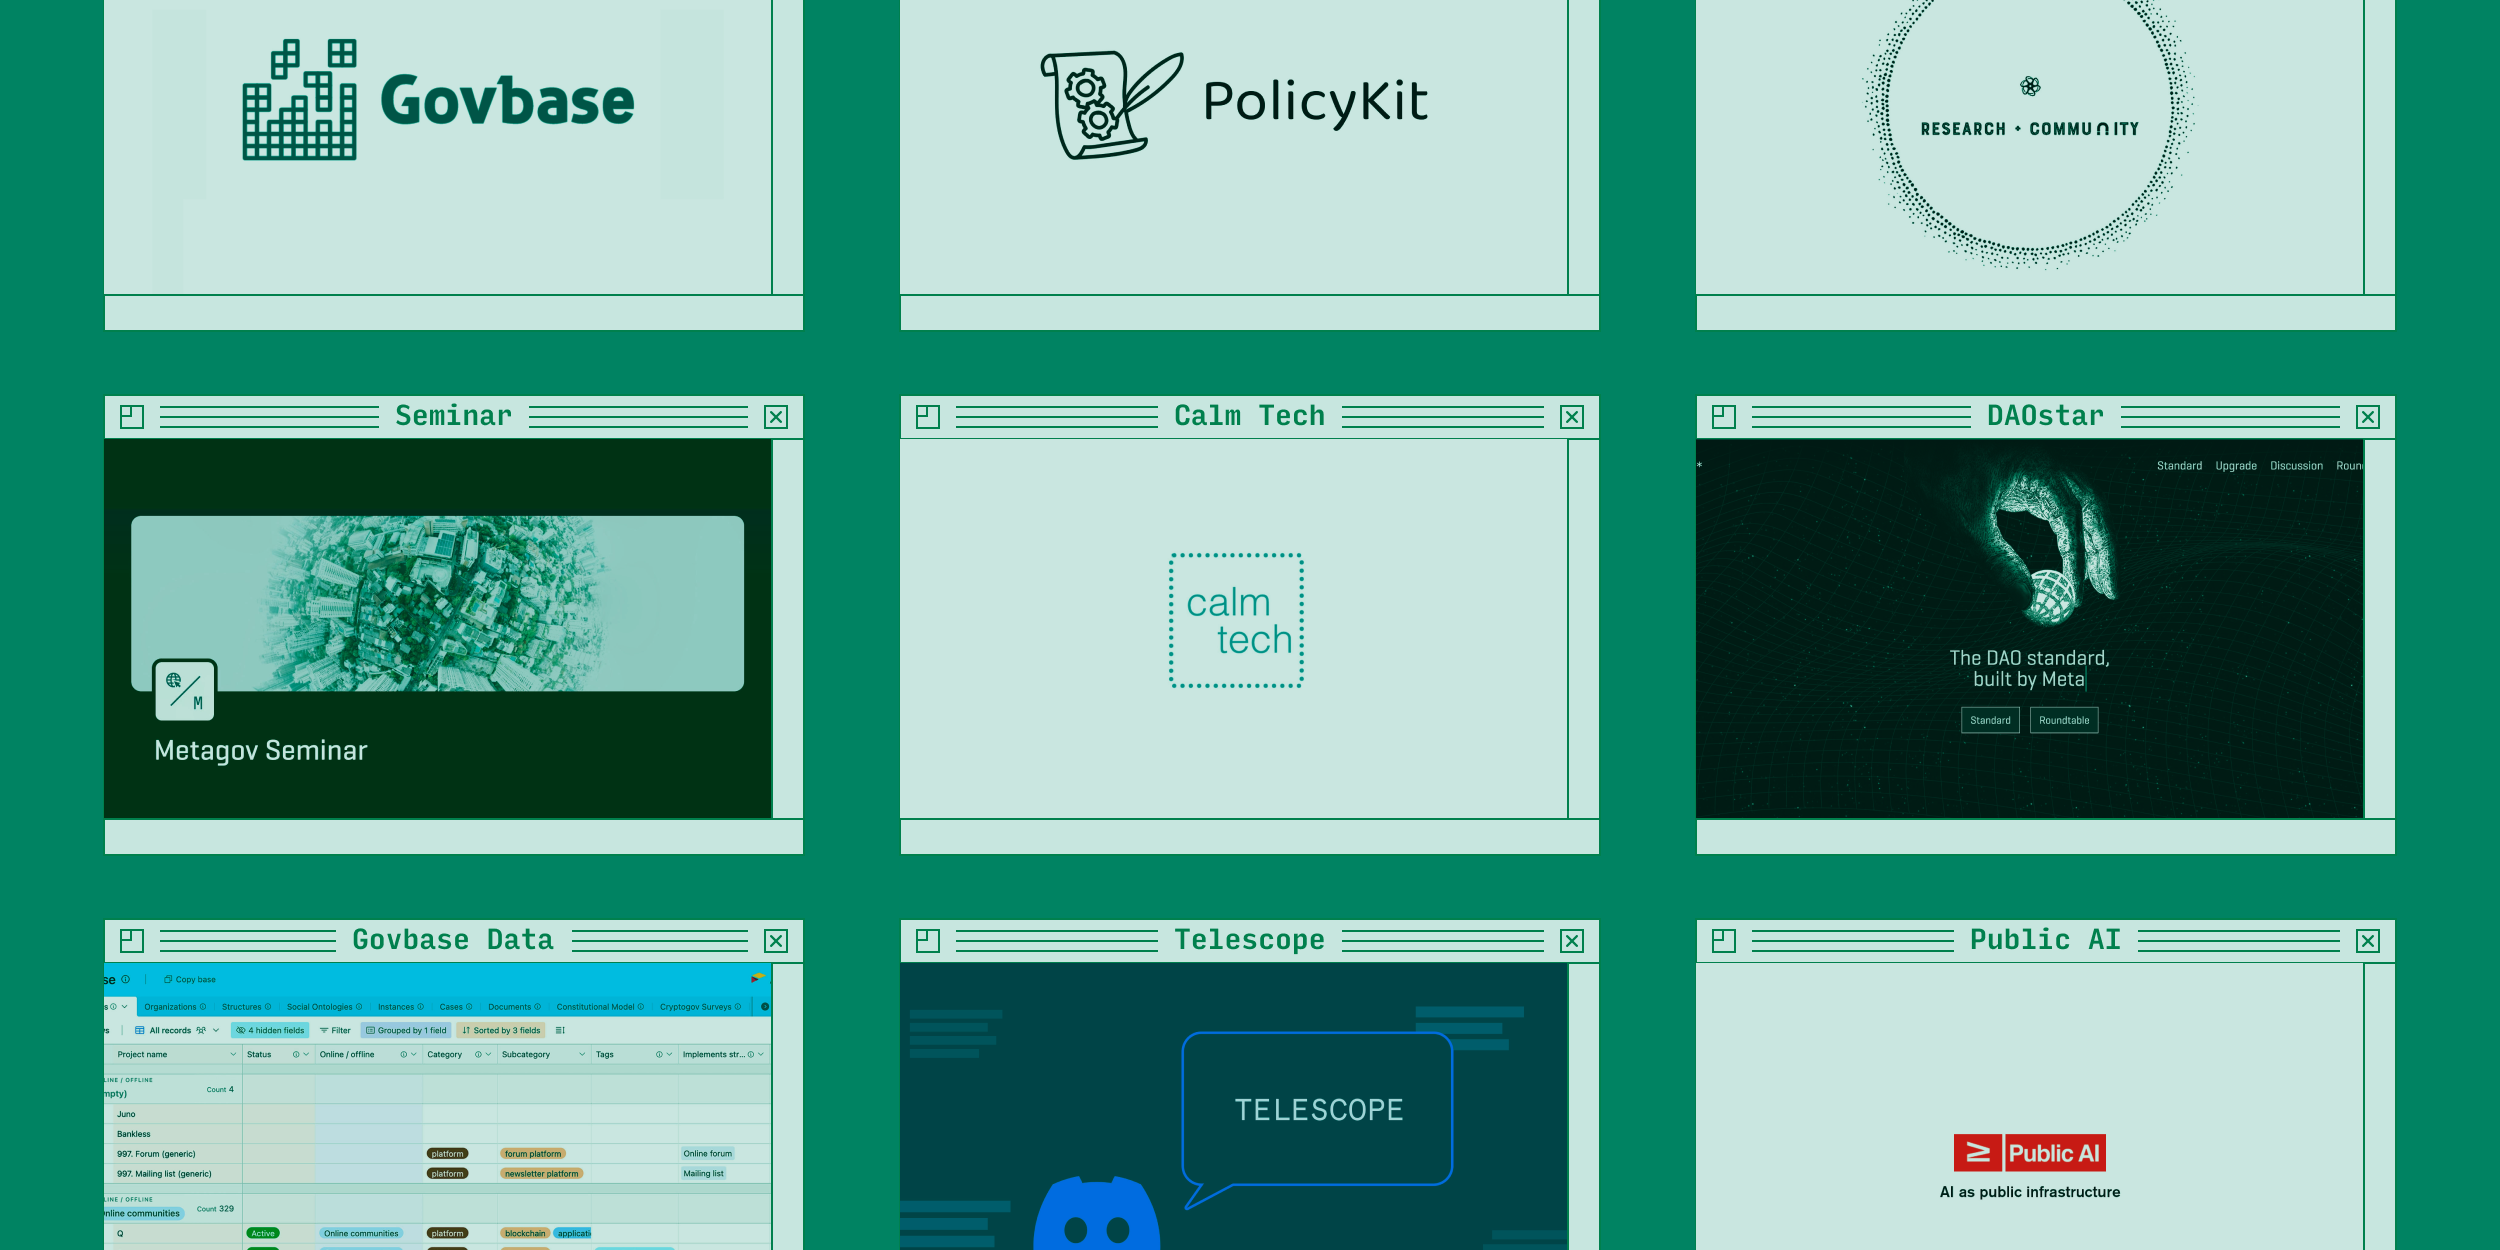 Govbase
PolicyKit
RESEARCH + COMMUNITY
Seminar
Calm Tech
DAOstar
M
Metagov Seminar
calm
tech
*
Standard Upgrade Discussion
The DAO standard,
built by Meta
Standard Roundtable
Govbase Data
Telescope
Public AI
se Copy base
s Organizations Structures Social Ontologies Instances Cases Documents Constitutional Model Cryptogov Surveys
All records 4 hidden fields Filter Grouped by 1 field Sorted by 3 fields
Project name Status Online / offline Category Subcategory Tags Implements str...
LINE / OFFLINE
mpty) Count 4
Juno
Bankless
997. Forum (generic) platform forum platform Online forum
997. Mailing list (generic) platform newsletter platform Mailing list
LINE / OFFLINE
nline communities Count 329
Q Active Online communities platform blockchain applicati
TELESCOPE
Public AI
AI as public infrastructure